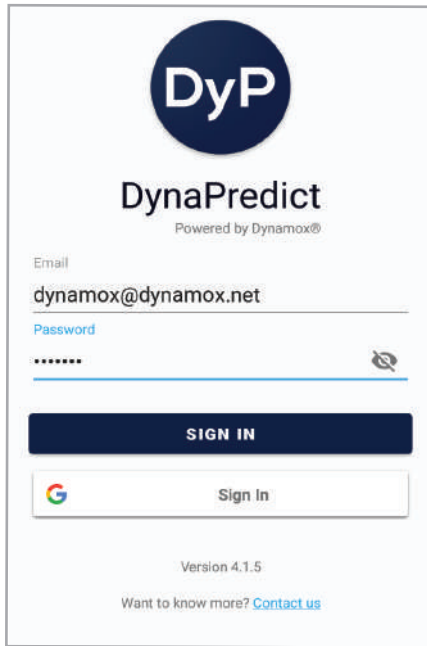 DyP
DynaPredict
Powered by Dynamox®
Email
dynamox@dynamox.net
Password
•••••••
SIGN IN
G Sign In
Version 4.1.5
Want to know more? Contact us